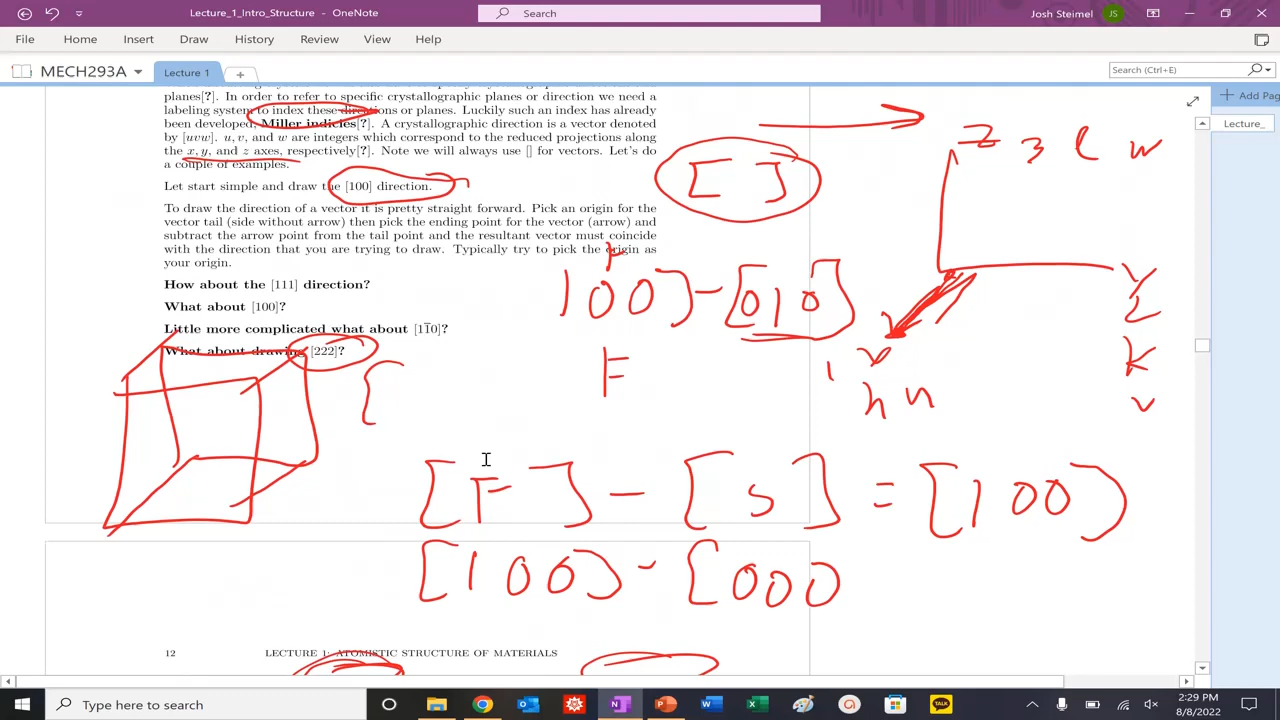 Lecture_1_Intro_Structure - OneNote
Search
Josh Steimel
JS
File Home Insert Draw History Review View Help
MECH293A
Lecture 1
Search (Ctrl+E)
Add Pag
Lecture_
planes[?]. In order to refer to specific crystallographic planes or direction we need a
labeling system to index these directions or planes. Luckily such an index has already
been developed, Miller indicies[?]. A crystallographic direction is a vector denoted
by [uvw]. u, v, and w are integers which correspond to the reduced projections along
the x, y, and z axes, respectively[?]. Note we will always use [] for vectors. Let's do
a couple of examples.
Let start simple and draw the [100] direction.
To draw the direction of a vector it is pretty straight forward. Pick an origin for the
vector tail (side without arrow) then pick the ending point for the vector (arrow) and
subtract the arrow point from the tail point and the resultant vector must coincide
with the direction that you are trying to draw. Typically try to pick the origin as
your origin.
How about the [111] direction?
What about [100]?
Little more complicated what about [11̅0]?
What about drawing [222]?
[ ]
z 3 l w
y
2
k
v
x
1
h u
100] - [010]
F
[
[F] - [S] = [100]
[100] - [000
12 LECTURE 1: ATOMISTIC STRUCTURE OF MATERIALS
Type here to search
TALK
2:29 PM
8/8/2022